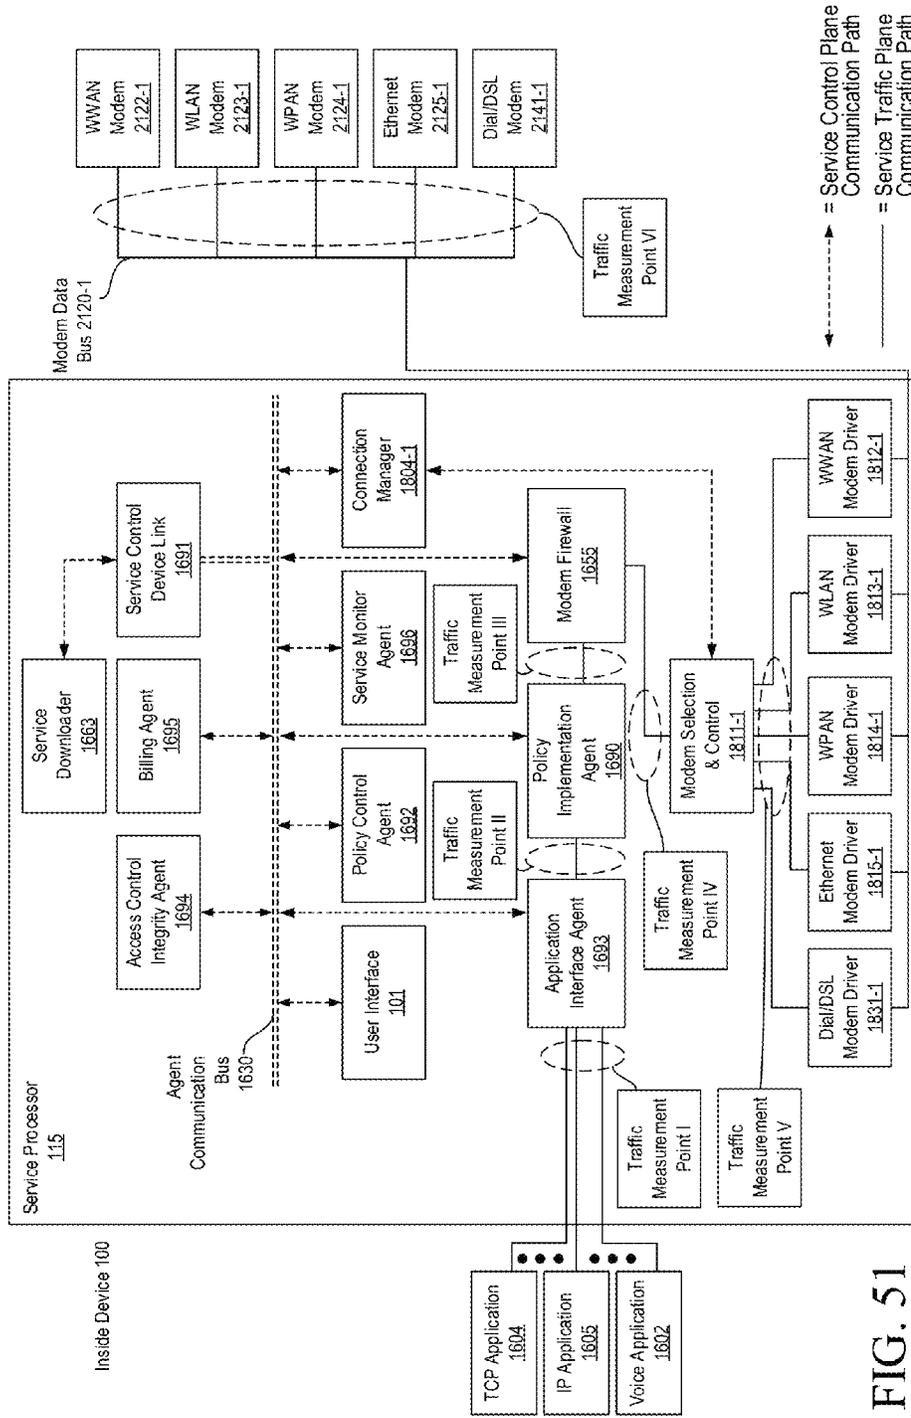 Inside Device 100
Service Processor
115
Service
Downloader
1663
Access Control
Integrity Agent
1694
Billing Agent
1695
Service Control
Device Link
1691
Agent
Communication
Bus
1630
User Interface
101
Policy Control
Agent
1692
Service Monitor
Agent
1696
Connection
Manager
1804-1
Traffic
Measurement
Point II
Traffic
Measurement
Point III
TCP Application
1604
IP Application
1605
Voice Application
1602
Application
Interface Agent
1693
Policy
Implementation
Agent
1690
Modem Firewall
1655
Traffic
Measurement
Point I
Traffic
Measurement
Point IV
Modem Selection
& Control
1811-1
Traffic
Measurement
Point V
Dial/DSL
Modem Driver
1831-1
Ethernet
Modem Driver
1815-1
WPAN
Modem Driver
1814-1
WLAN
Modem Driver
1813-1
WWAN
Modem Driver
1812-1
Modem Data
Bus 2120-1
WWAN
Modem
2122-1
WLAN
Modem
2123-1
WPAN
Modem
2124-1
Ethernet
Modem
2125-1
Dial/DSL
Modem
2141-1
Traffic
Measurement
Point VI
= Service Control Plane
Communication Path
= Service Traffic Plane
Communication Path
FIG. 51